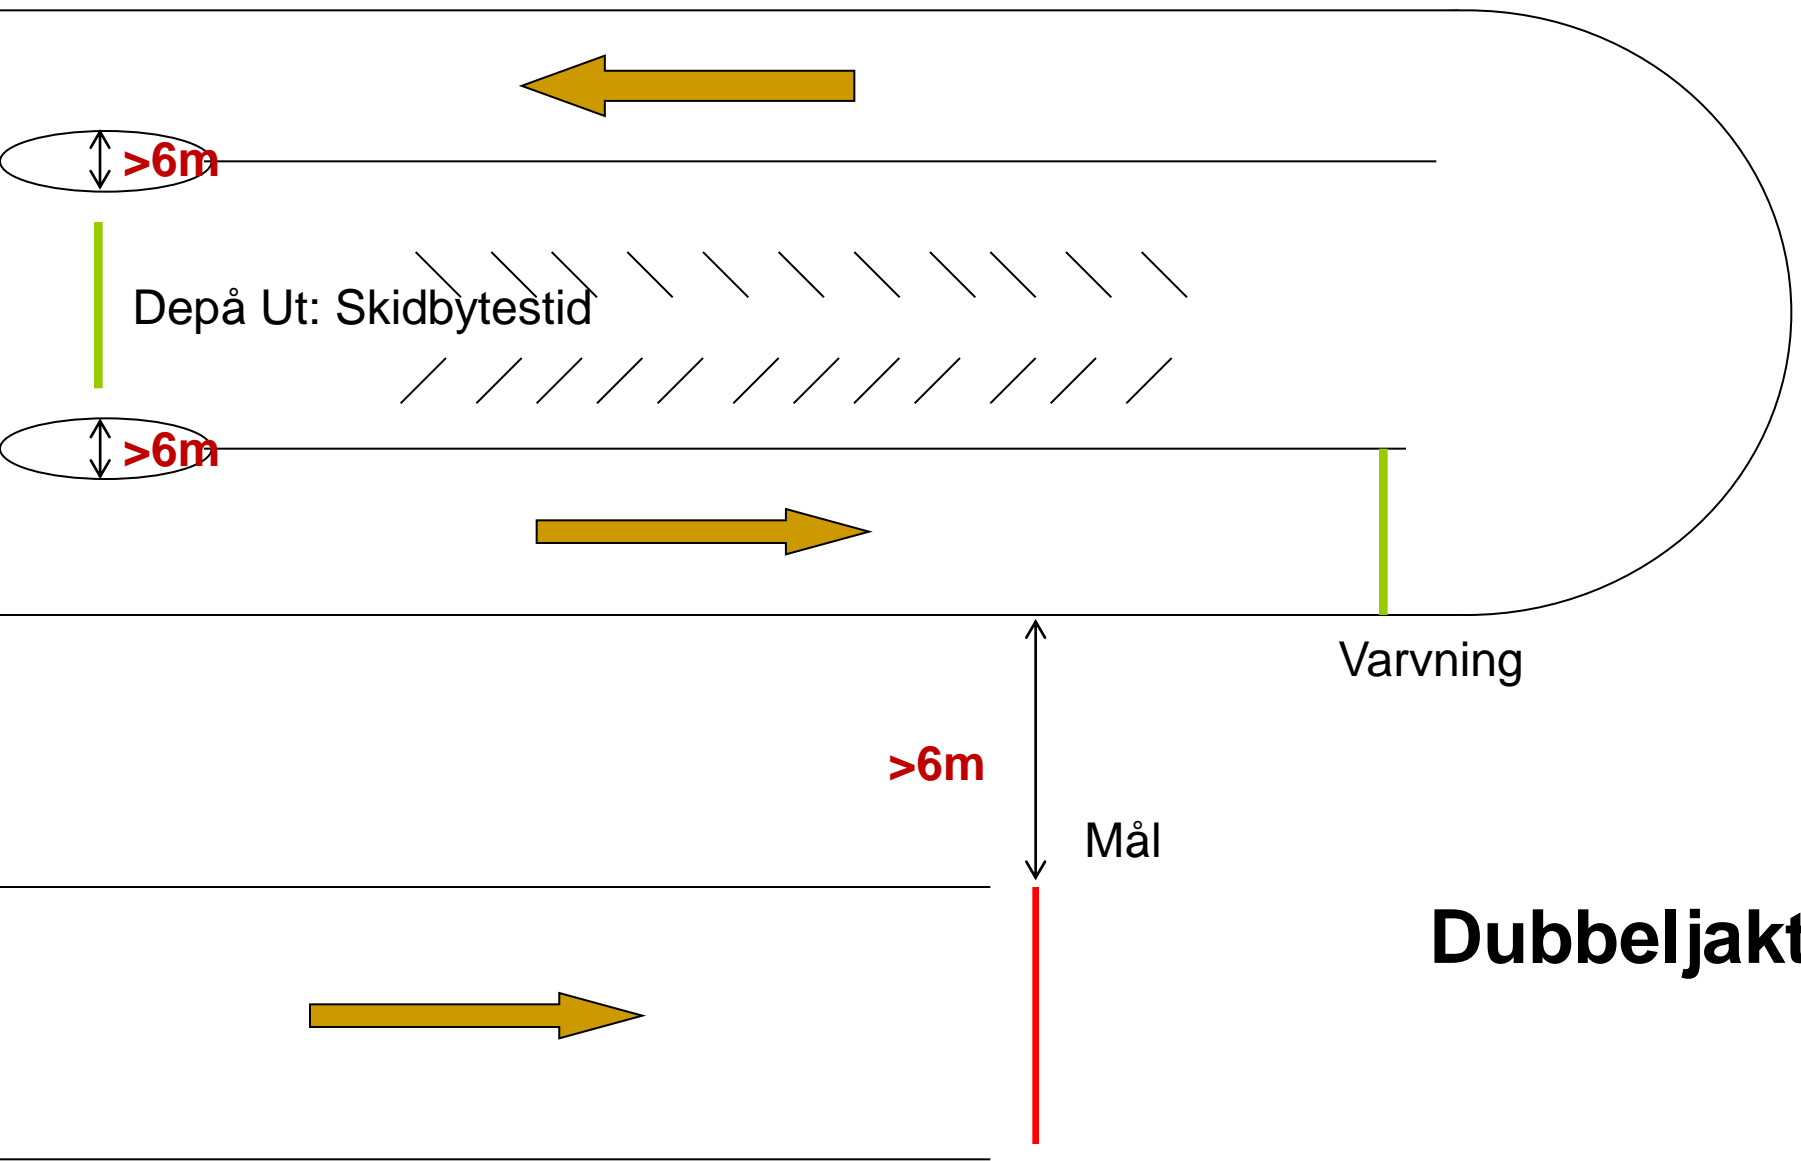 >6m
Depå Ut: Skidbytestid
>6m
Varvning
>6m
Mål
Dubbeljakt